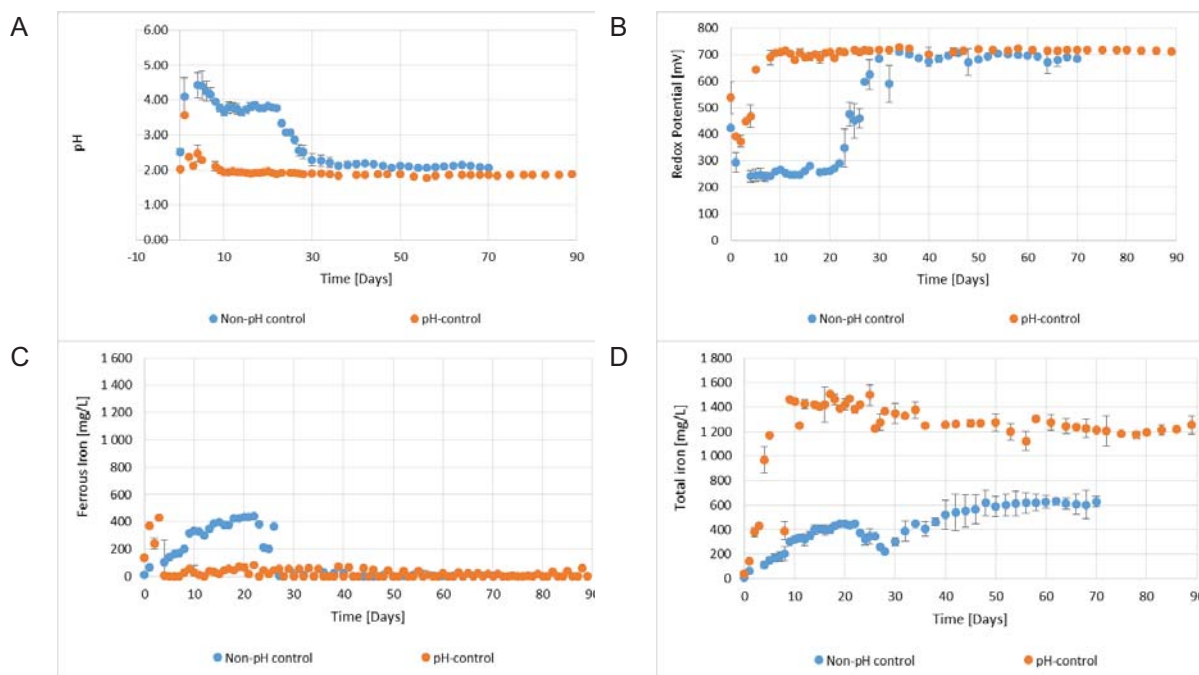 A
6.00
5.00
4.00
3.00
2.00
1.00
0.00
pH
-10 10 30 50 70 90
Time [Days]
Non-pH control pH-control
B
800
700
600
500
400
300
200
100
0
Redox Potential [mV]
0 10 20 30 40 50 60 70 80 90
Time [Days]
Non-pH control pH-control
C
1 600
1 400
1 200
1 000
800
600
400
200
0
Ferrous Iron [mg/L]
0 10 20 30 40 50 60 70 80 90
Time [Days]
Non-pH control pH-control
D
1 800
1 600
1 400
1 200
1 000
800
600
400
200
0
Total iron [mg/L]
0 10 20 30 40 50 60 70 80 90
Time [Days]
Non-pH control pH-control